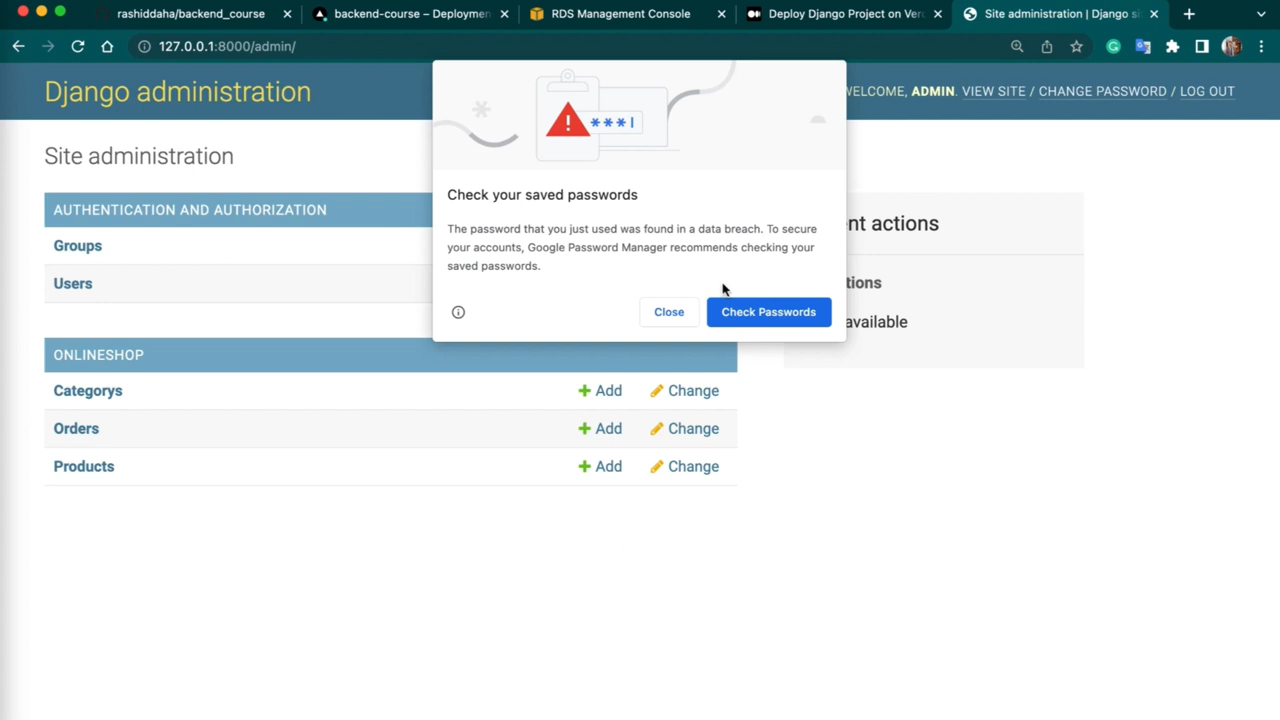 rashiddaha/backend_course
backend-course – Deploymen
RDS Management Console
Deploy Django Project on Verc
Site administration | Django si
127.0.0.1:8000/admin/
Django administration
WELCOME, ADMIN. VIEW SITE / CHANGE PASSWORD / LOG OUT
Site administration
AUTHENTICATION AND AUTHORIZATION
Groups
Users
ONLINESHOP
Categorys
Add
Change
Orders
Add
Change
Products
Add
Change
***
Check your saved passwords
The password that you just used was found in a data breach. To secure
your accounts, Google Password Manager recommends checking your
saved passwords.
Close
Check Passwords
nt actions
tions
available